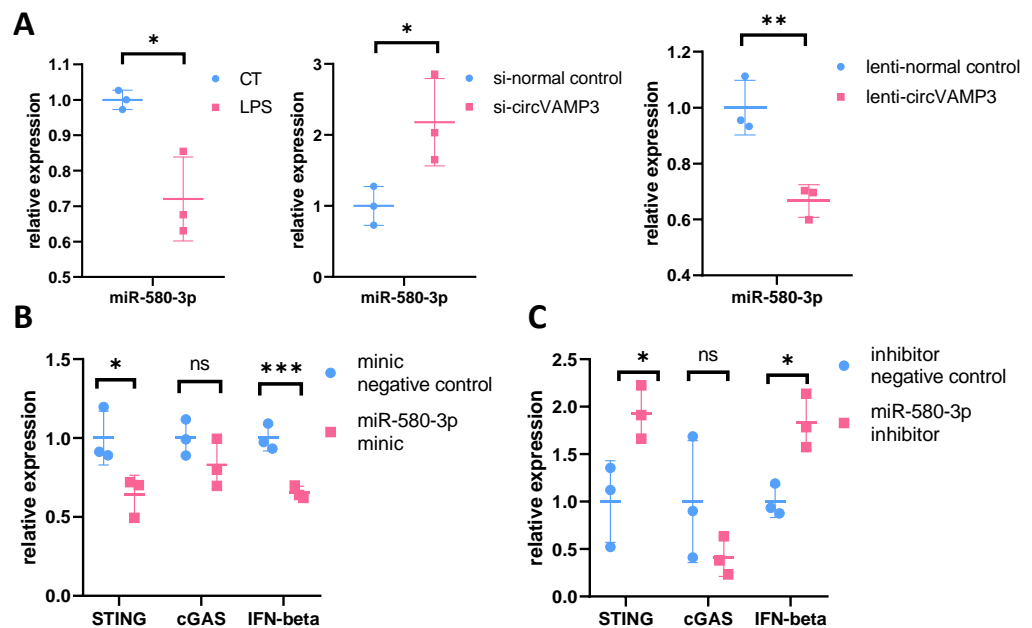 A
*
1.1
1.0
0.9
0.8
0.7
0.6
0.5
relative expression
miR-580-3p
CT
LPS
*
3
2
1
0
relative expression
miR-580-3p
si-normal control
si-circVAMP3
**
1.2
1.0
0.8
0.6
0.4
relative expression
miR-580-3p
lenti-normal control
lenti-circVAMP3
B
1.5
1.0
0.5
0.0
relative expression
*
ns
***
STING
cGAS
IFN-beta
minic
negative control
miR-580-3p
minic
C
2.5
2.0
1.5
1.0
0.5
0.0
relative expression
*
ns
*
STING
cGAS
IFN-beta
inhibitor
negative control
miR-580-3p
inhibitor